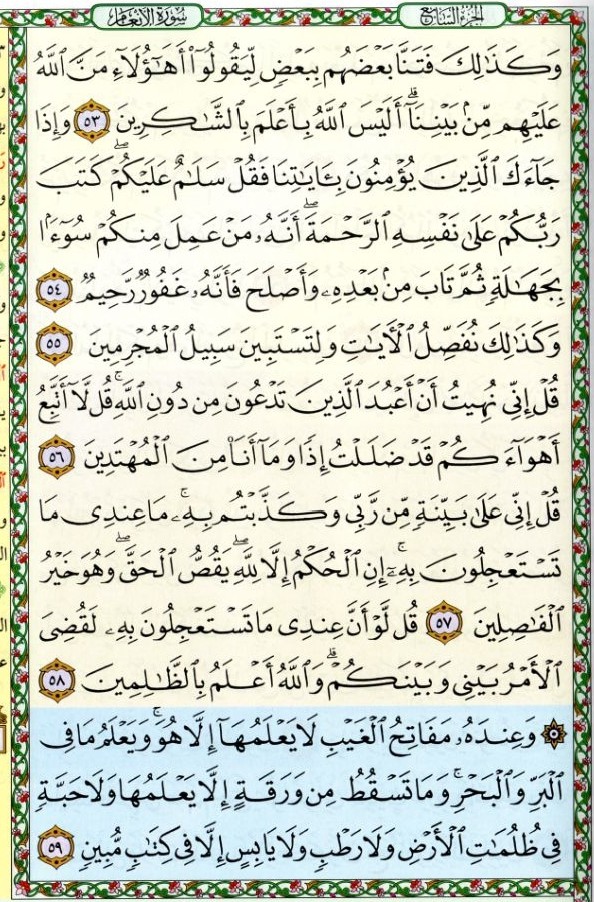 سُورَةُ الْأَنْعَامِ
الجُزْءُ السَّابِعُ
وَكَذَٰلِكَ فَتَنَّا بَعْضَهُم بِبَعْضٍ لِّيَقُولُوٓا۟ أَهَـٰٓؤُلَآءِ مَنَّ ٱللَّهُ
عَلَيْهِم مِّنۢ بَيْنِنَآ ۗ أَلَيْسَ ٱللَّهُ بِأَعْلَمَ بِٱلشَّـٰكِرِينَ ٥٣ وَإِذَا
جَآءَكَ ٱلَّذِينَ يُؤْمِنُونَ بِـَٔايَـٰتِنَا فَقُلْ سَلَـٰمٌ عَلَيْكُمْ ۖ كَتَبَ
رَبُّكُمْ عَلَىٰ نَفْسِهِ ٱلرَّحْمَةَ ۖ أَنَّهُۥ مَنْ عَمِلَ مِنكُمْ سُوٓءًۢا
بِجَهَـٰلَةٍ ثُمَّ تَابَ مِنۢ بَعْدِهِۦ وَأَصْلَحَ فَأَنَّهُۥ غَفُورٌ رَّحِيمٌ ٥٤
وَكَذَٰلِكَ نُفَصِّلُ ٱلْـَٔايَـٰتِ وَلِتَسْتَبِينَ سَبِيلُ ٱلْمُجْرِمِينَ ٥٥
قُلْ إِنِّى نُهِيتُ أَنْ أَعْبُدَ ٱلَّذِينَ تَدْعُونَ مِن دُونِ ٱللَّهِ ۚ قُل لَّآ أَتَّبِعُ
أَهْوَآءَكُمْ ۙ قَدْ ضَلَلْتُ إِذًا وَمَآ أَنَا۠ مِنَ ٱلْمُهْتَدِينَ ٥٦
قُلْ إِنِّى عَلَىٰ بَيِّنَةٍ مِّن رَّبِّى وَكَذَّبْتُم بِهِۦ ۚ مَا عِندِى مَا
تَسْتَعْجِلُونَ بِهِۦٓ ۚ إِنِ ٱلْحُكْمُ إِلَّا لِلَّهِ ۖ يَقُصُّ ٱلْحَقَّ ۖ وَهُوَ خَيْرُ
ٱلْفَـٰصِلِينَ ٥٧ قُل لَّوْ أَنَّ عِندِى مَا تَسْتَعْجِلُونَ بِهِۦ لَقُضِىَ
ٱلْأَمْرُ بَيْنِى وَبَيْنَكُمْ ۗ وَٱللَّهُ أَعْلَمُ بِٱلظَّـٰلِمِينَ ٥٨
۞ وَعِندَهُۥ مَفَاتِحُ ٱلْغَيْبِ لَا يَعْلَمُهَآ إِلَّا هُوَ ۚ وَيَعْلَمُ مَا فِى
ٱلْبَرِّ وَٱلْبَحْرِ ۚ وَمَا تَسْقُطُ مِن وَرَقَةٍ إِلَّا يَعْلَمُهَا وَلَا حَبَّةٍ
فِى ظُلُمَـٰتِ ٱلْأَرْضِ وَلَا رَطْبٍ وَلَا يَابِسٍ إِلَّا فِى كِتَـٰبٍ مُّبِينٍ ٥٩